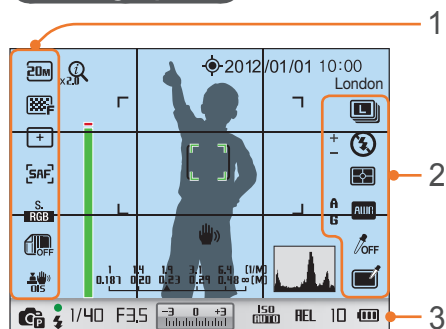 1
20M
x2.0
2012/01/01 10:00
London
F
L
+
+
−
SAF
2
S.
RGB
A
G
AWB
OFF
OFF
OIS
1 1.4 1.9 3.1 6.4 (1/M)
0.187 0.20 0.23 0.29 0.48 ∞(M)
P
1/40 F3.5
-3 0 +3
ISO
AUTO
AEL
10
3